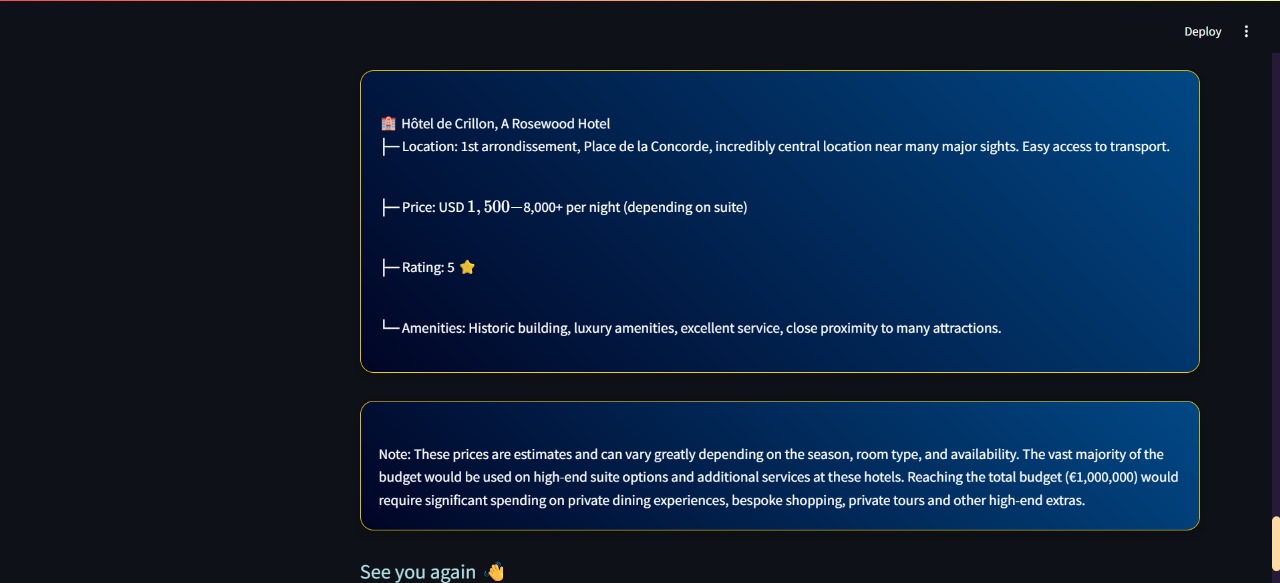 Deploy
🏨 Hôtel de Crillon, A Rosewood Hotel
├─ Location: 1st arrondissement, Place de la Concorde, incredibly central location near many major sights. Easy access to transport.
├─ Price: USD 1,500−8,000+ per night (depending on suite)
├─ Rating: 5 ⭐
└─ Amenities: Historic building, luxury amenities, excellent service, close proximity to many attractions.
Note: These prices are estimates and can vary greatly depending on the season, room type, and availability. The vast majority of the
budget would be used on high-end suite options and additional services at these hotels. Reaching the total budget (€1,000,000) would
require significant spending on private dining experiences, bespoke shopping, private tours and other high-end extras.
See you again 👋